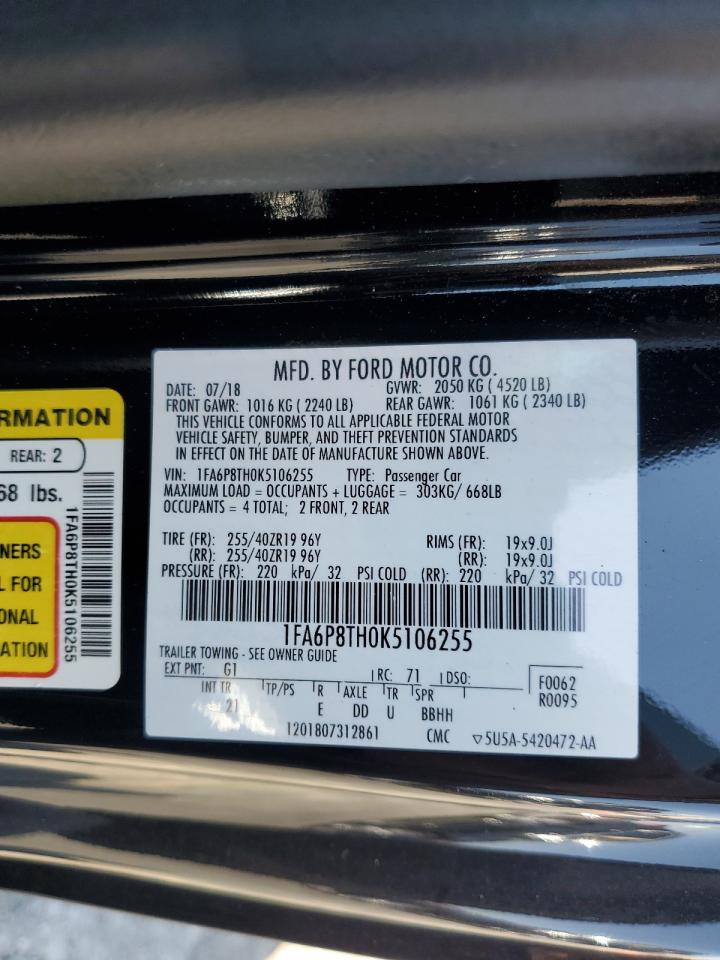 MFD. BY FORD MOTOR CO.
DATE: 07/18 GVWR: 2050 KG ( 4520 LB)
FRONT GAWR: 1016 KG ( 2240 LB) REAR GAWR: 1061 KG ( 2340 LB)
THIS VEHICLE CONFORMS TO ALL APPLICABLE FEDERAL MOTOR
VEHICLE SAFETY, BUMPER, AND THEFT PREVENTION STANDARDS
IN EFFECT ON THE DATE OF MANUFACTURE SHOWN ABOVE.
VIN: 1FA6P8TH0K5106255 TYPE: Passenger Car
MAXIMUM LOAD = OCCUPANTS + LUGGAGE = 303KG/ 668LB
OCCUPANTS = 4 TOTAL; 2 FRONT, 2 REAR
TIRE (FR): 255/40ZR19 96Y RIMS (FR): 19x9.0J
(RR): 255/40ZR19 96Y (RR): 19x9.0J
PRESSURE (FR): 220 kPa/ 32 PSI COLD (RR): 220 kPa/ 32 PSI COLD
1FA6P8TH0K5106255
TRAILER TOWING - SEE OWNER GUIDE
EXT PNT: G1 RC: 71 DSO: F0062
INT TR TP/PS R AXLE TR SPR R0095
2J E DD U BBHH
1201807312861 CMC ▽5U5A-5420472-AA
RMATION
REAR: 2
68 lbs.
NERS
L FOR
ONAL
ATION
1FA6P8TH0K5106255